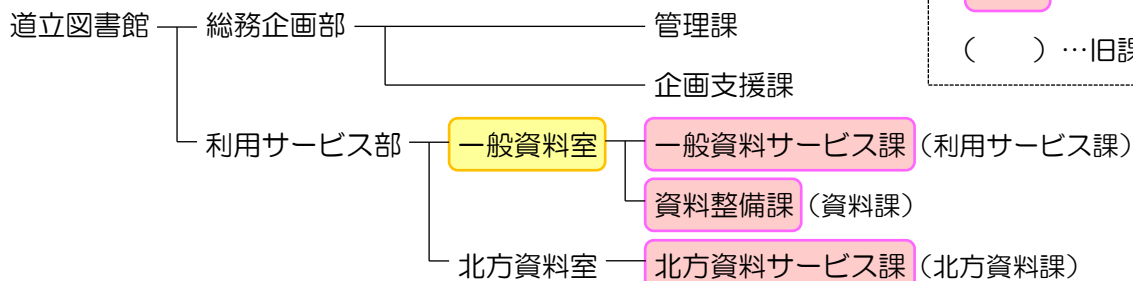 道立図書館 総務企画部 管理課
（　　）…旧課
企画支援課
利用サービス部 一般資料室 一般資料サービス課（利用サービス課）
資料整備課（資料課）
北方資料室 北方資料サービス課（北方資料課）